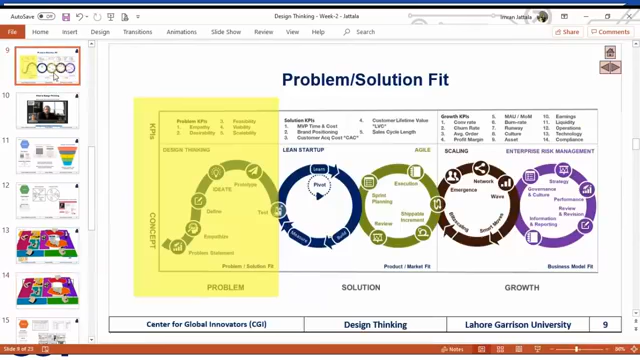 AutoSave
Off
Design Thinking - Week-2 - Jattala
imran Jattala
File
Home
Insert
Design
Transitions
Animations
Slide Show
Review
View
Help
Search
Share
Comments
9
10
11
12
13
14
15
Problem/Solution Fit
KPIs
CONCEPT
Problem KPIs
1. Empathy
2. Desirability
3. Feasibility
4. Viability
5. Scalability
Solution KPIs
1. MVP Time & Cost
2. Brand Positioning
3. Customer Acq Cost "CAC"
4. Customer Lifetime Value
"LVC"
5. Sales Cycle Length
Growth KPIs
1. Conv rate
2. Churn Rate
3. Avg. Order
4. Profit Margin
5. MAU / MoM
6. Burn-rate
7. Runway
8. Culture
9. Asset
10. Earnings
11. Liquidity
12. Operations
13. Technology
14. Compliance
DESIGN THINKING
LEAN STARTUP
AGILE
SCALING
ENTERPRISE RISK MANAGEMENT
Problem Statement
Empathize
Define
IDEATE
Prototype
Test
Learn
Pivot
Measure
Build
Sprint
Planning
Execution
Review
Shippable
Increment
Emergence
Network
Wave
Blitzscaling
Smart Waves
Strategy
Governance
& Culture
Performance
Review
& Revision
Information
& Reporting
Problem / Solution Fit
Product / Market Fit
Business Model Fit
PROBLEM
SOLUTION
GROWTH
Center for Global Innovators (CGI)
Design Thinking
Lahore Garrison University
9
Slide 9 of 23
Notes